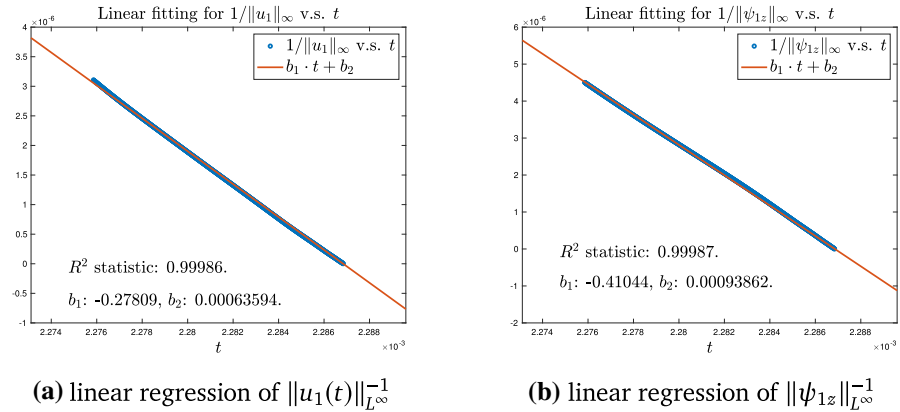 Linear fitting for 1/‖u₁‖∞ v.s. t
×10⁻⁶
4
3.5
3
2.5
2
1.5
1
0.5
0
-0.5
-1
1/‖u₁‖∞ v.s. t
b₁ · t + b₂
R² statistic: 0.99986.
b₁: -0.27809, b₂: 0.00063594.
2.274 2.276 2.278 2.28 2.282 2.284 2.286 2.288
×10⁻³
t
(a) linear regression of ‖u₁(t)‖⁻¹_L∞
Linear fitting for 1/‖ψ₁z‖∞ v.s. t
×10⁻⁶
6
5
4
3
2
1
0
-1
-2
1/‖ψ₁z‖∞ v.s. t
b₁ · t + b₂
R² statistic: 0.99987.
b₁: -0.41044, b₂: 0.00093862.
2.274 2.276 2.278 2.28 2.282 2.284 2.286 2.288
×10⁻³
t
(b) linear regression of ‖ψ₁z‖⁻¹_L∞